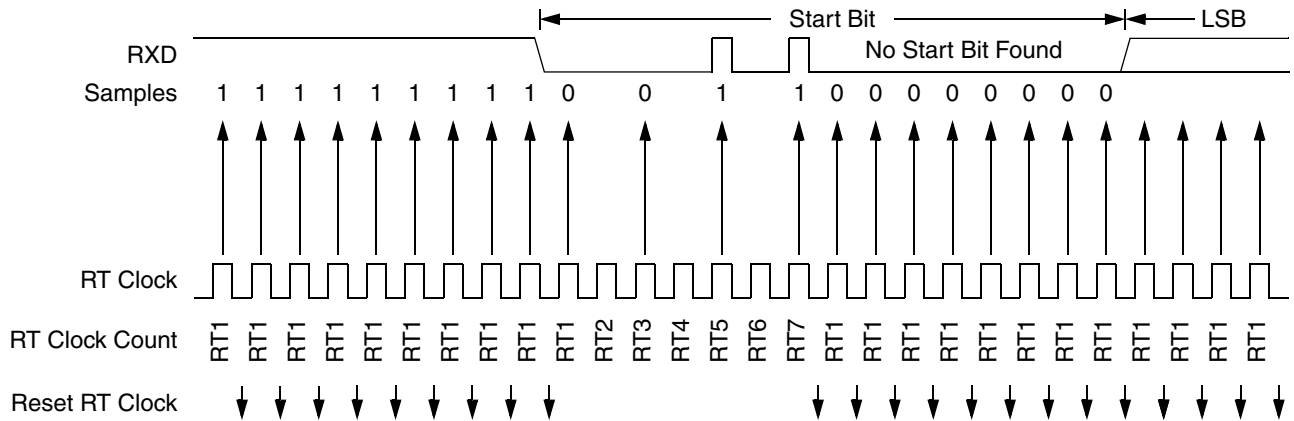 Start Bit LSB
RXD No Start Bit Found
Samples 1 1 1 1 1 1 1 1 1 0 0 1 1 0 0 0 0 0 0 0 0
RT Clock
RT Clock Count RT1 RT1 RT1 RT1 RT1 RT1 RT1 RT1 RT1 RT1 RT2 RT3 RT4 RT5 RT6 RT7 RT1 RT1 RT1 RT1 RT1 RT1 RT1 RT1 RT1 RT1 RT1 RT1
Reset RT Clock